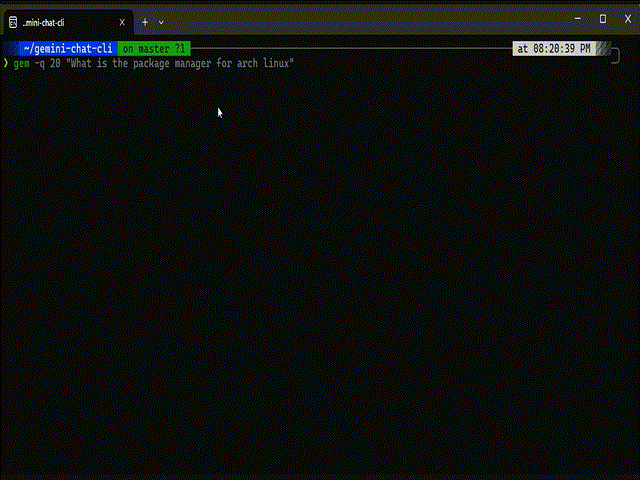 ..mini-chat-cli
~/gemini-chat-cli on master ?1 at 08:20:39 PM
❯ gem -q 20 "What is the package manager for arch linux"